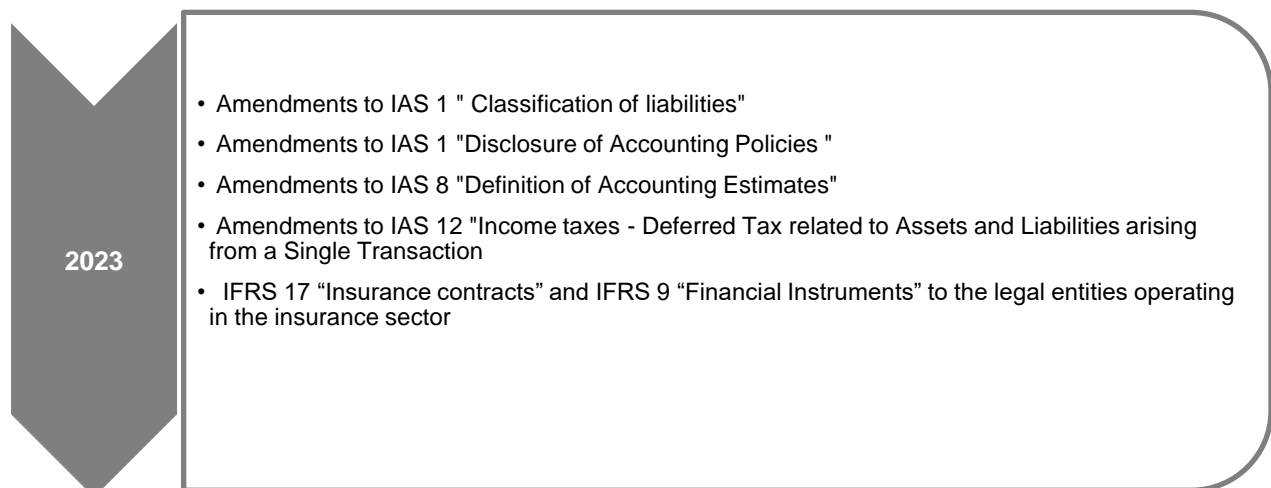 • Amendments to IAS 1 " Classification of liabilities"
• Amendments to IAS 1 "Disclosure of Accounting Policies "
• Amendments to IAS 8 "Definition of Accounting Estimates"
• Amendments to IAS 12 "Income taxes - Deferred Tax related to Assets and Liabilities arising
from a Single Transaction
2023
• IFRS 17 “Insurance contracts” and IFRS 9 “Financial Instruments” to the legal entities operating
in the insurance sector